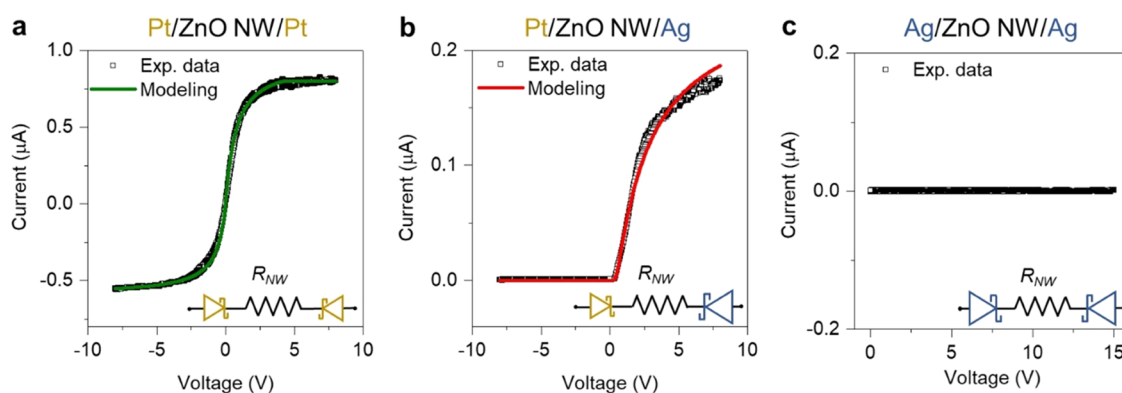 a
Pt/ZnO NW/Pt
Exp. data
Modeling
Current (μA)
1.0
0.5
0.0
-0.5
-10
-5
0
5
10
Voltage (V)
R_NW
b
Pt/ZnO NW/Ag
Exp. data
Modeling
Current (μA)
0.2
0.1
0.0
-10
-5
0
5
10
Voltage (V)
R_NW
c
Ag/ZnO NW/Ag
Exp. data
Current (μA)
0.2
0.0
-0.2
0
5
10
15
Voltage (V)
R_NW